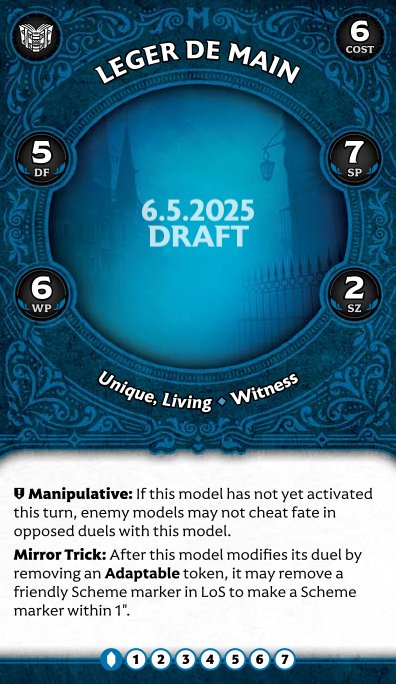 LEGER DE MAIN
6
COST
5
DF
7
SP
6.5.2025
DRAFT
6
WP
2
SZ
Unique, Living ⬥ Witness
Manipulative: If this model has not yet activated
this turn, enemy models may not cheat fate in
opposed duels with this model.
Mirror Trick: After this model modifies its duel by
removing an Adaptable token, it may remove a
friendly Scheme marker in LoS to make a Scheme
marker within 1".
1 2 3 4 5 6 7